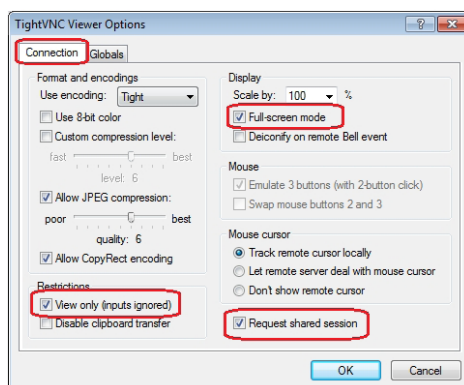 TightVNC Viewer Options
?
Connection
Globals
Format and encodings
Use encoding: Tight
Use 8-bit color
Custom compression level:
fast best
level: 6
Allow JPEG compression:
poor best
quality: 6
Allow CopyRect encoding
Restrictions
View only (inputs ignored)
Disable clipboard transfer
Display
Scale by: 100 %
Full-screen mode
Deiconify on remote Bell event
Mouse
Emulate 3 buttons (with 2-button click)
Swap mouse buttons 2 and 3
Mouse cursor
Track remote cursor locally
Let remote server deal with mouse cursor
Don't show remote cursor
Request shared session
OK
Cancel